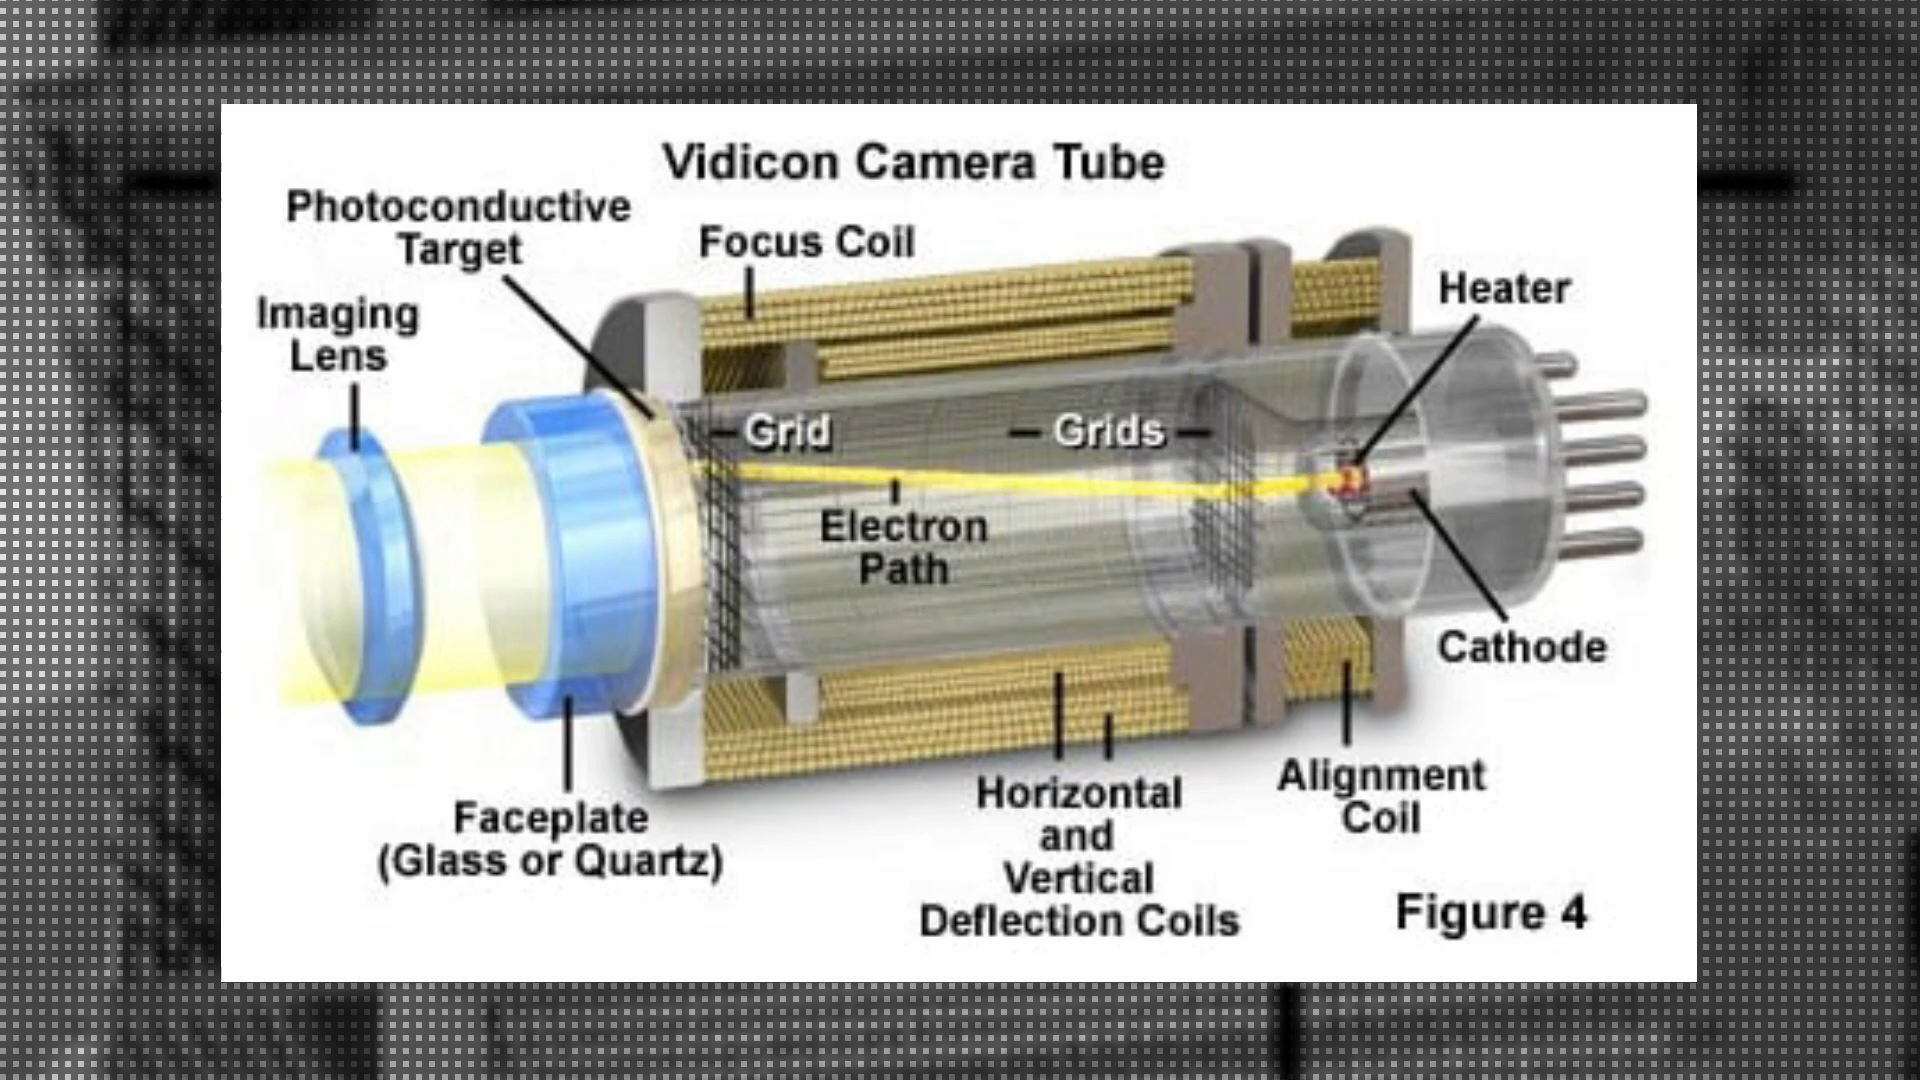 Vidicon Camera Tube
Photoconductive
Target
Focus Coil
Imaging
Lens
Heater
Grid
Grids
Electron
Path
Cathode
Faceplate
(Glass or Quartz)
Horizontal
and
Vertical
Deflection Coils
Alignment
Coil
Figure 4